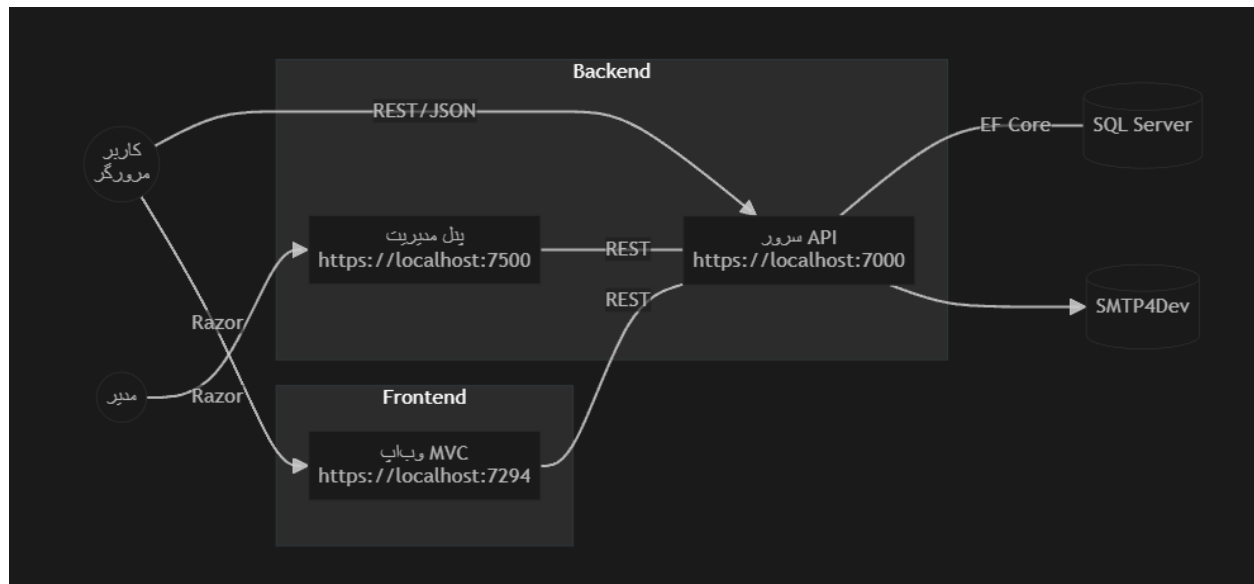 Backend
REST/JSON
EF Core
SQL Server
کاربر
مرورگر
پنل مدیریت
https://localhost:7500
REST
API سرور
https://localhost:7000
REST
SMTP4Dev
Razor
مدیر
Razor
Frontend
MVC وب‌اپ
https://localhost:7294